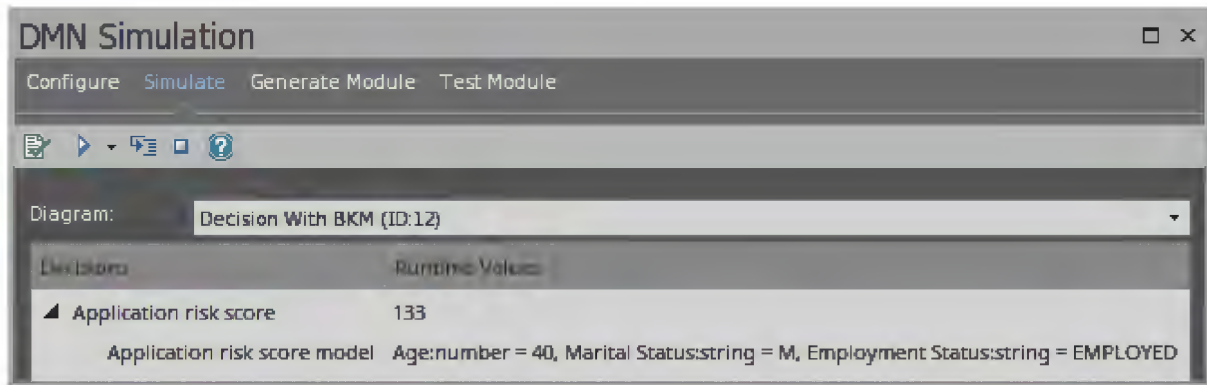 DMN Simulation
Configure Simulate Generate Module Test Module
Diagram: Decision With BKM (ID:12)
Decisions Runtime Values
Application risk score 133
Application risk score model Age:number = 40, Marital Status:string = M, Employment Status:string = EMPLOYED